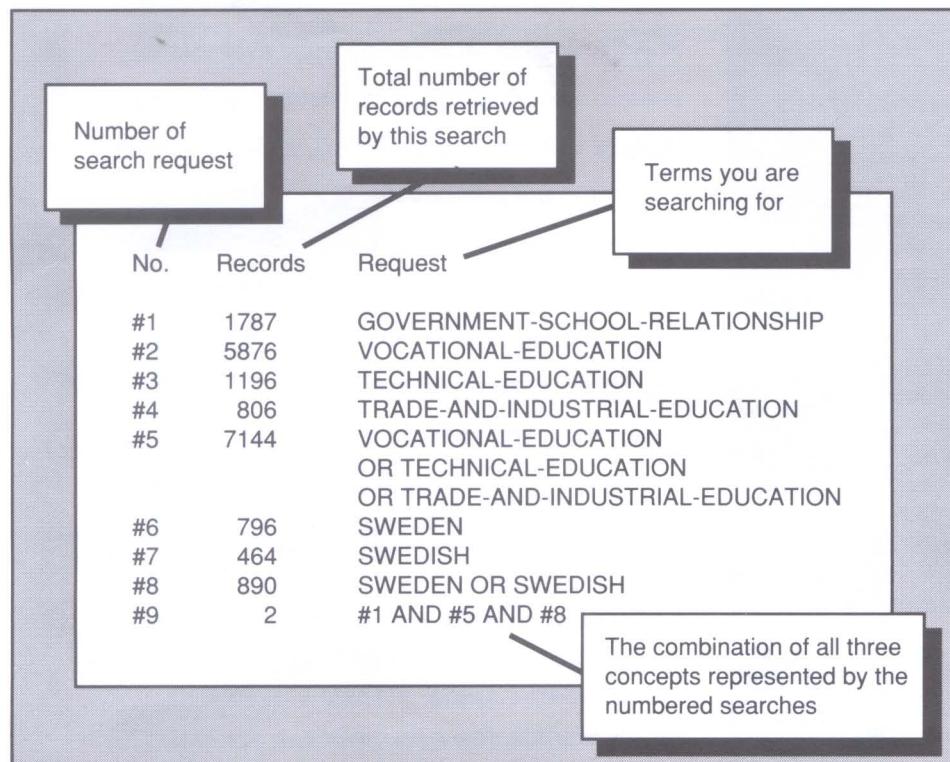 Number of
search request
Total number of
records retrieved
by this search
Terms you are
searching for
No. Records Request
#1 1787 GOVERNMENT-SCHOOL-RELATIONSHIP
#2 5876 VOCATIONAL-EDUCATION
#3 1196 TECHNICAL-EDUCATION
#4 806 TRADE-AND-INDUSTRIAL-EDUCATION
#5 7144 VOCATIONAL-EDUCATION
OR TECHNICAL-EDUCATION
OR TRADE-AND-INDUSTRIAL-EDUCATION
#6 796 SWEDEN
#7 464 SWEDISH
#8 890 SWEDEN OR SWEDISH
#9 2 #1 AND #5 AND #8
The combination of all three
concepts represented by the
numbered searches